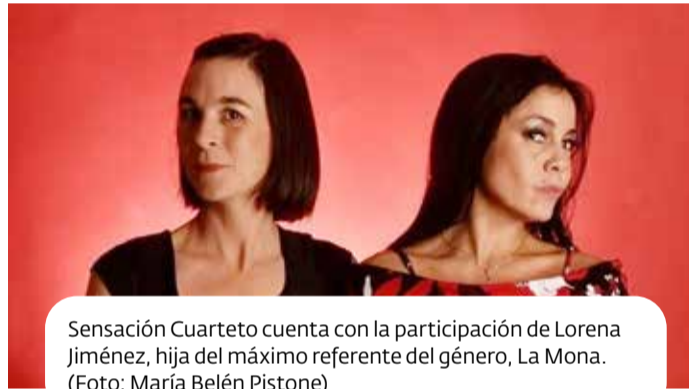 Sensación Cuarteto cuenta con la participación de Lorena
Jiménez, hija del máximo referente del género, La Mona.
(Foto: María Belén Pistone)